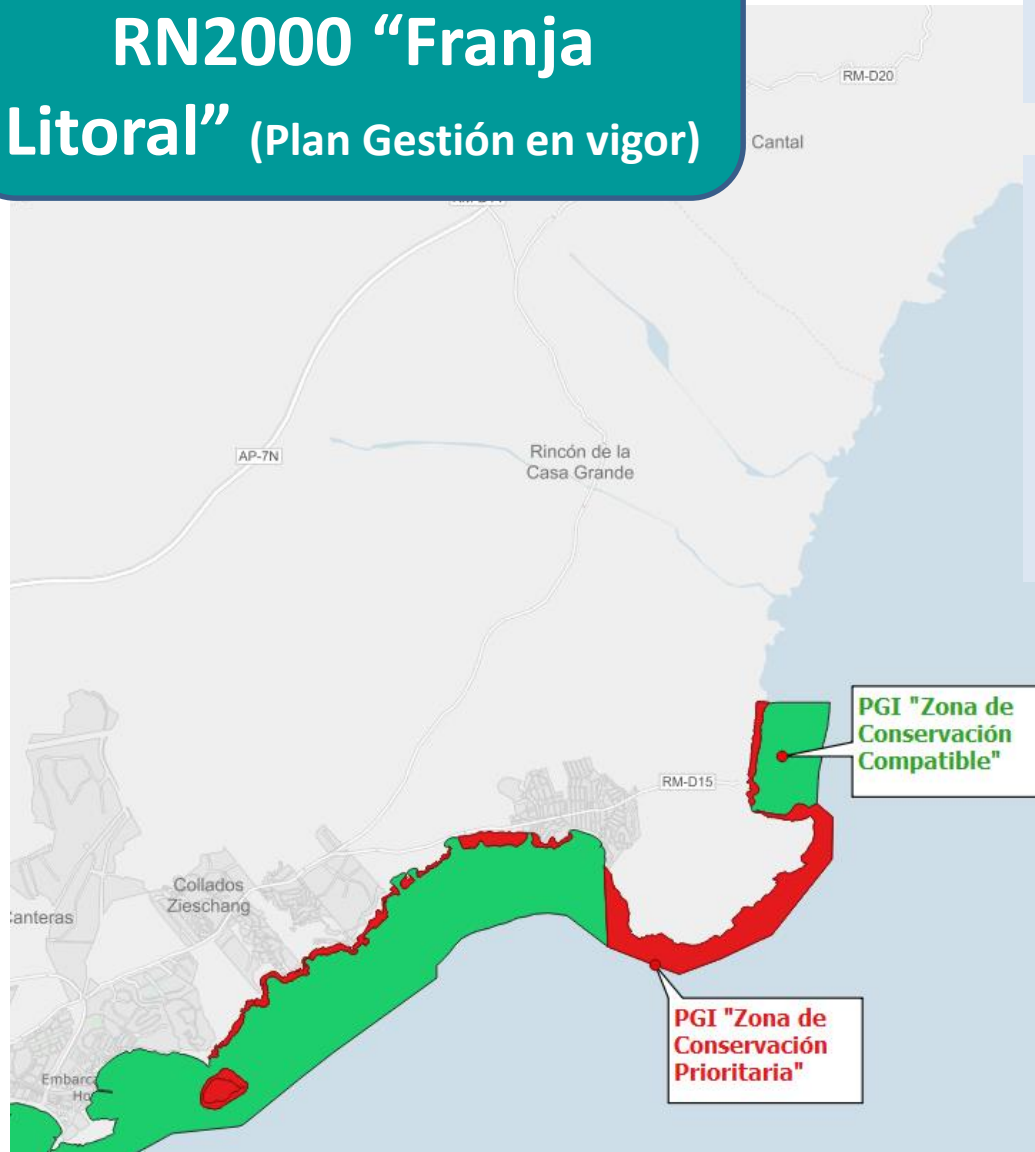 RN2000 “Franja
Litoral” (Plan Gestión en vigor)
RM-D20
Cantal
AP-7N
Rincón de la
Casa Grande
PGI "Zona de
Conservación
Compatible"
RM-D15
Collados
Zieschang
PGI "Zona de
Conservación
Prioritaria"